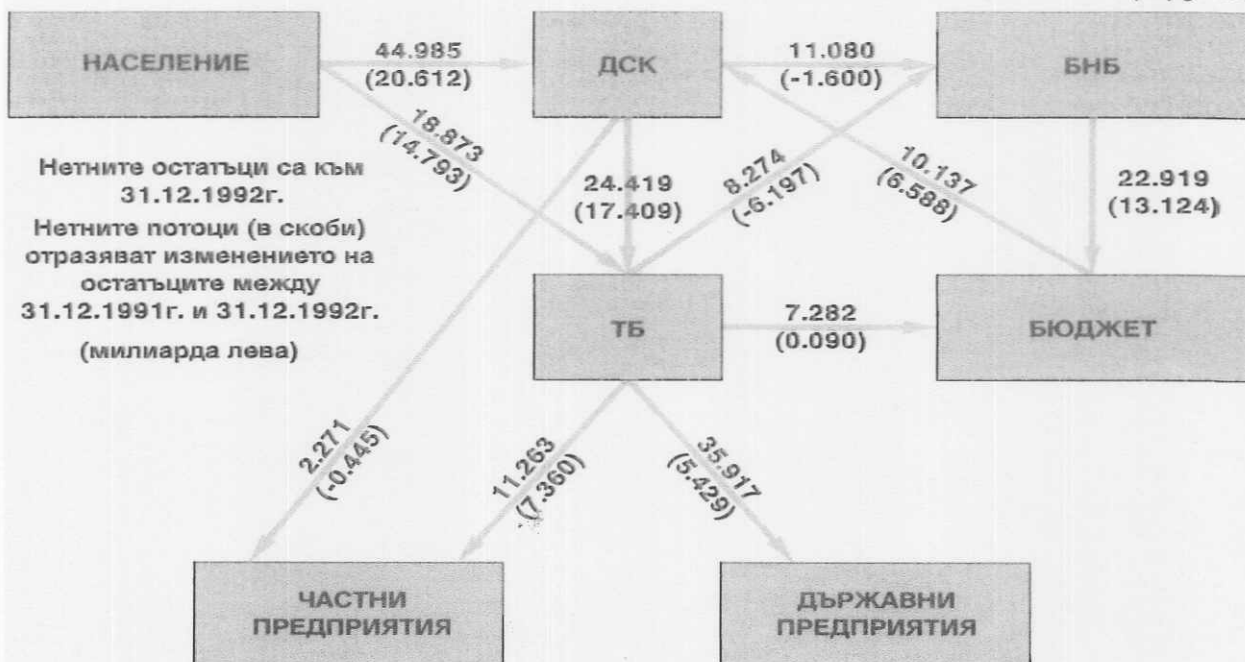 НАСЕЛЕНИЕ
44.985
(20.612)
ДСК
11.080
(-1.600)
БНБ
18.873
(14.793)
Нетните остатъци са към
31.12.1992г.
Нетните потоци (в скоби)
отразяват изменението на
остатъците между
31.12.1991г. и 31.12.1992г.
(милиарда лева)
24.419
(17.409)
8.274
(-6.197)
10.137
(6.588)
22.919
(13.124)
ТБ
7.282
(0.090)
БЮДЖЕТ
2.271
(-0.445)
11.263
(7.360)
35.917
(5.429)
ЧАСТНИ
ПРЕДПРИЯТИЯ
ДЪРЖАВНИ
ПРЕДПРИЯТИЯ